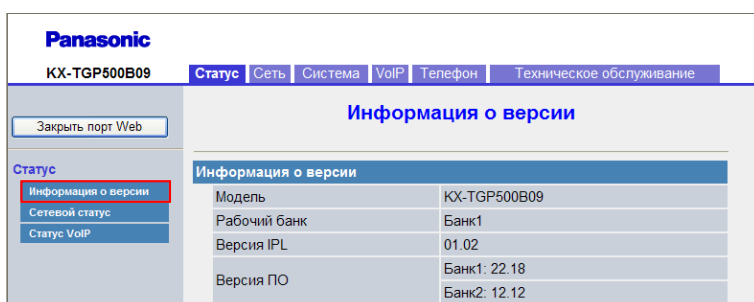 Panasonic
KX-TGP500B09
Статус Сеть Система VoIP Телефон Техническое обслуживание
Закрыть порт Web
Информация о версии
Статус
Информация о версии
Сетевой статус
Статус VoIP
Информация о версии
Модель KX-TGP500B09
Рабочий банк Банк1
Версия IPL 01.02
Версия ПО Банк1: 22.18
Банк2: 12.12